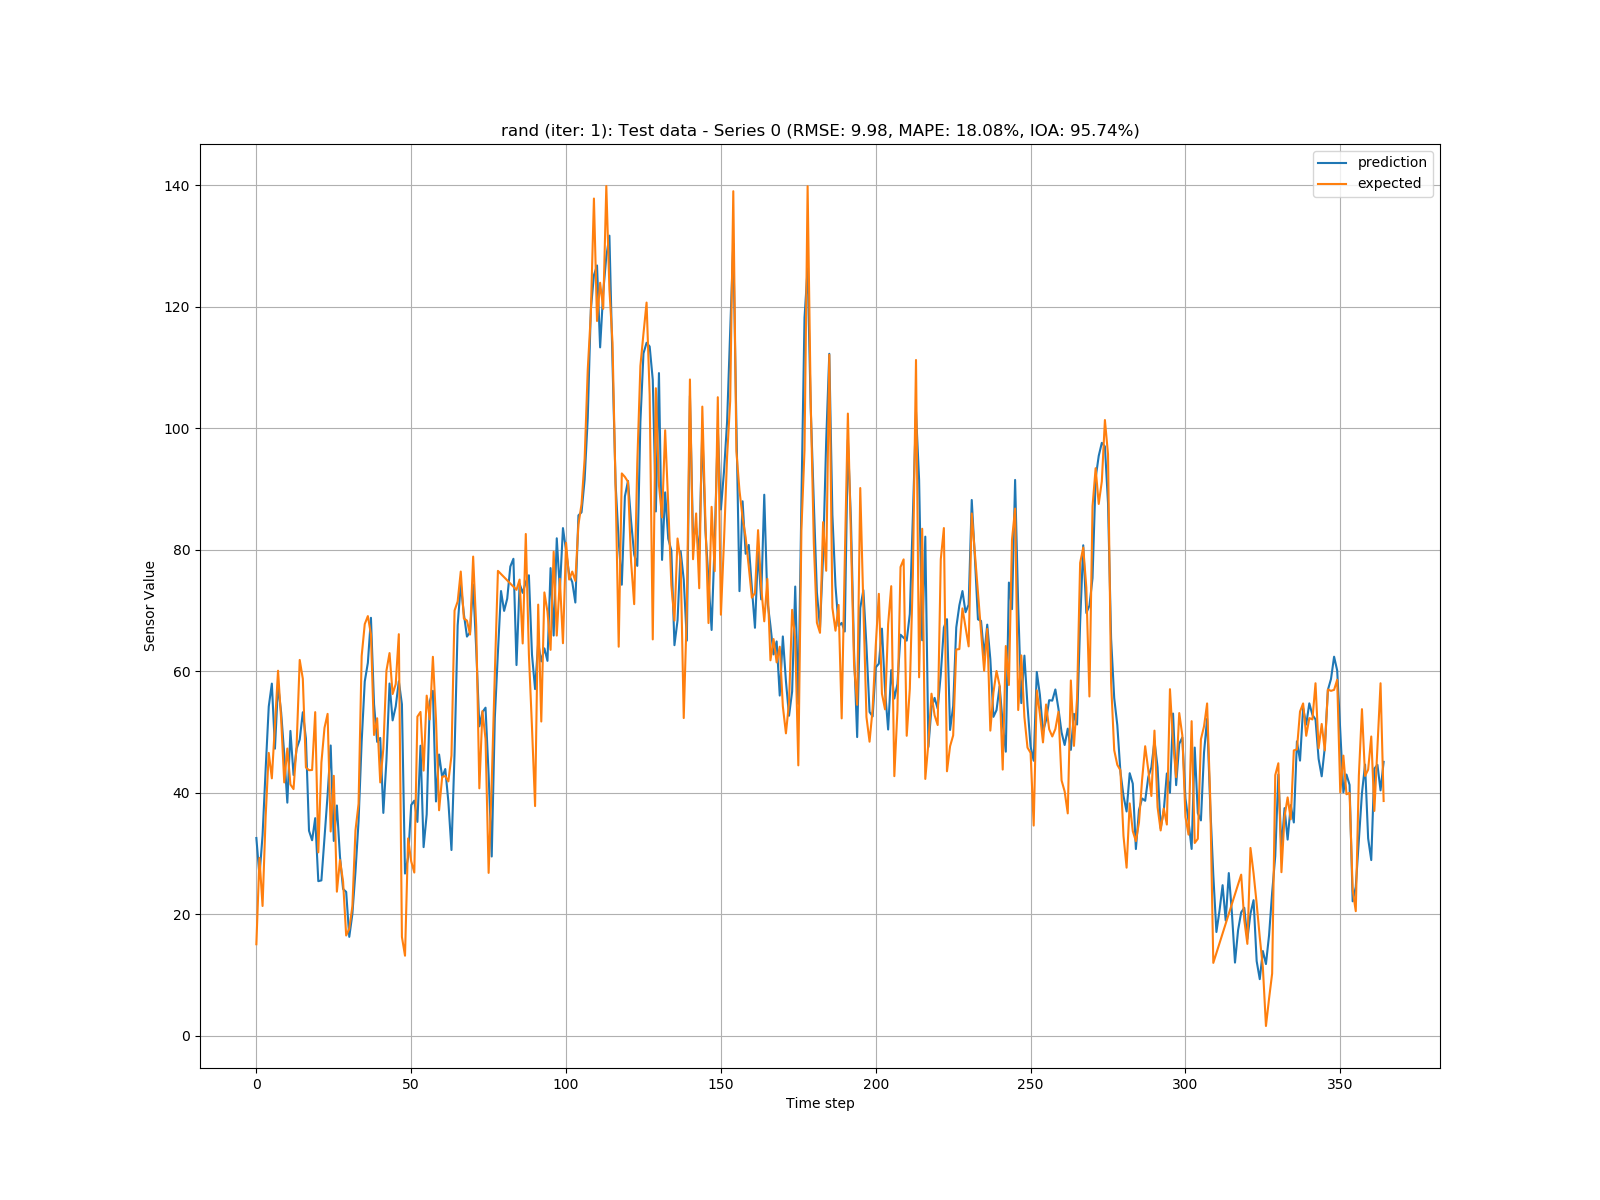 rand (iter: 1): Test data - Series 0 (RMSE: 9.98, MAPE: 18.08%, IOA: 95.74%)
prediction
expected
140
120
100
80
60
40
20
0
Sensor Value
0 50 100 150 200 250 300 350
Time step